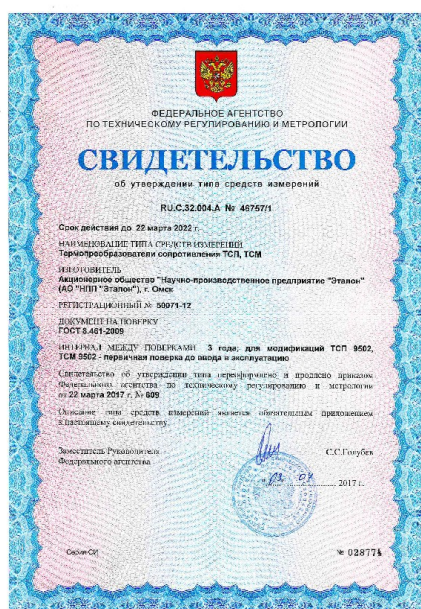 ФЕДЕРАЛЬНОЕ АГЕНТСТВО
ПО ТЕХНИЧЕСКОМУ РЕГУЛИРОВАНИЮ И МЕТРОЛОГИИ
СВИДЕТЕЛЬСТВО
об утверждении типа средств измерений
RU.C.32.004.A № 46757/1
Срок действия до 22 марта 2022 г.
НАИМЕНОВАНИЕ ТИПА СРЕДСТВ ИЗМЕРЕНИЙ
Термопреобразователи сопротивления ТСП, ТСМ
ИЗГОТОВИТЕЛЬ
Акционерное общество "Научно-производственное предприятие "Эталон"
(АО "НПП "Эталон"), г. Омск
РЕГИСТРАЦИОННЫЙ № 50071-12
ДОКУМЕНТ НА ПОВЕРКУ
ГОСТ 8.461-2009
ИНТЕРВАЛ МЕЖДУ ПОВЕРКАМИ 3 года; для модификаций ТСП 9502,
ТСМ 9502 - первичная поверка до ввода в эксплуатацию
Свидетельство об утверждении типа переоформлено и продлено приказом
Федерального агентства по техническому регулированию и метрологии
от 22 марта 2017 г. № 609
Описание типа средств измерений является обязательным приложением
к настоящему свидетельству.
Заместитель Руководителя
С.С.Голубев
Федерального агентства
03 04 2017 г.
Серия СИ
№ 028774